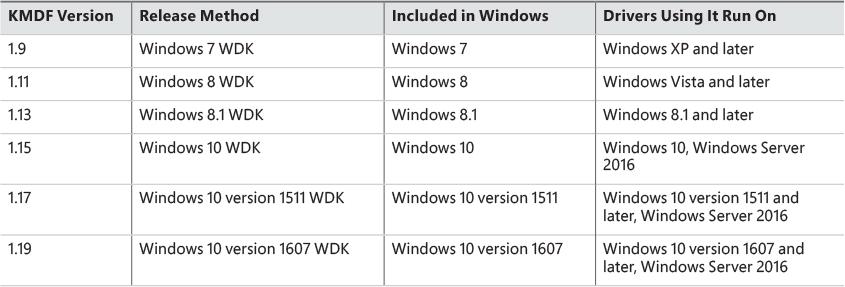 KMDF Version Release Method Included in Windows Drivers Using It Run On
1.9 Windows 7 WDK Windows 7 Windows XP and later
1.11 Windows 8 WDK Windows 8 Windows Vista and later
1.13 Windows 8.1 WDK Windows 8.1 Windows 8.1 and later
1.15 Windows 10 WDK Windows 10 Windows 10, Windows Server
2016
1.17 Windows 10 version 1511 WDK Windows 10 version 1511 Windows 10 version 1511 and
later, Windows Server 2016
1.19 Windows 10 version 1607 WDK Windows 10 version 1607 Windows 10 version 1607 and
later, Windows Server 2016